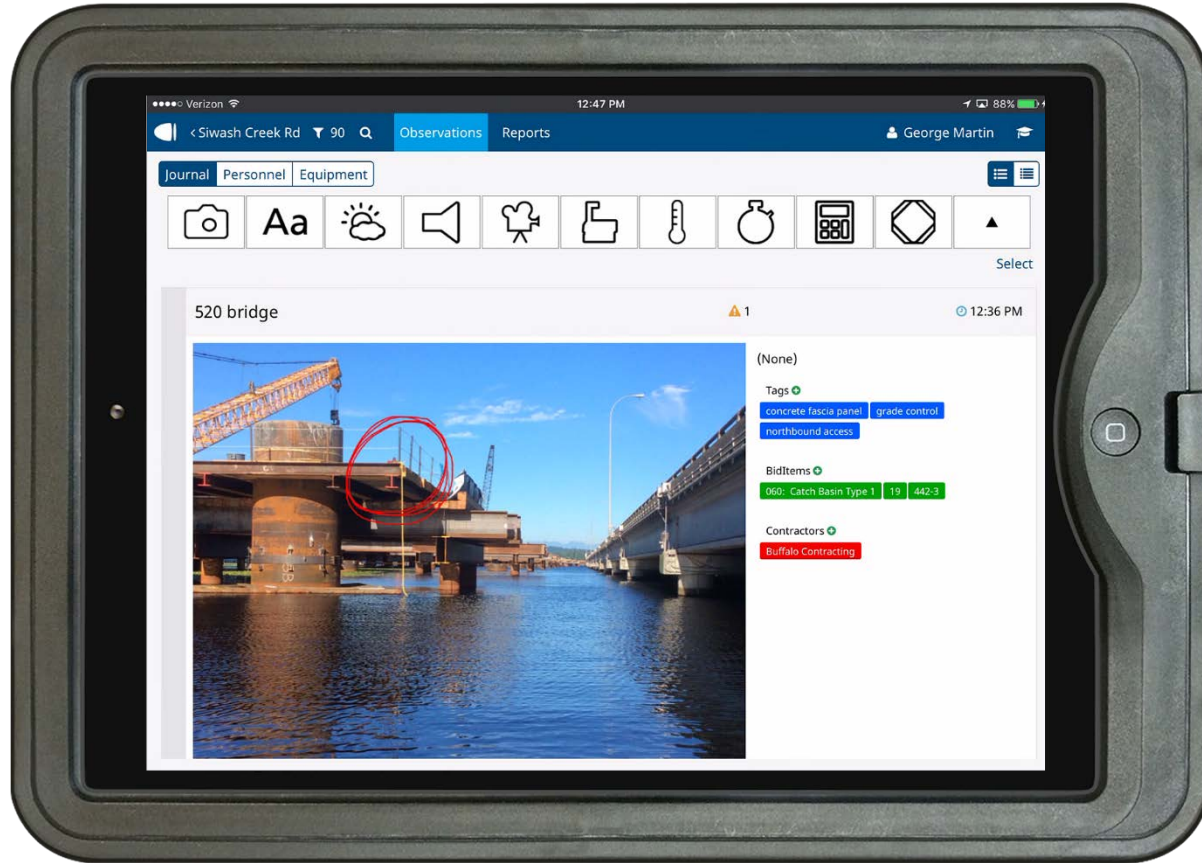 Verizon 12:47 PM 88%
Siwash Creek Rd 90 Observations Reports George Martin
Journal Personnel Equipment
Aa
Select
520 bridge 1 12:36 PM
(None)
Tags
concrete fascia panel grade control
northbound access
BidItems
060: Catch Basin Type 1 19 442-3
Contractors
Buffalo Contracting